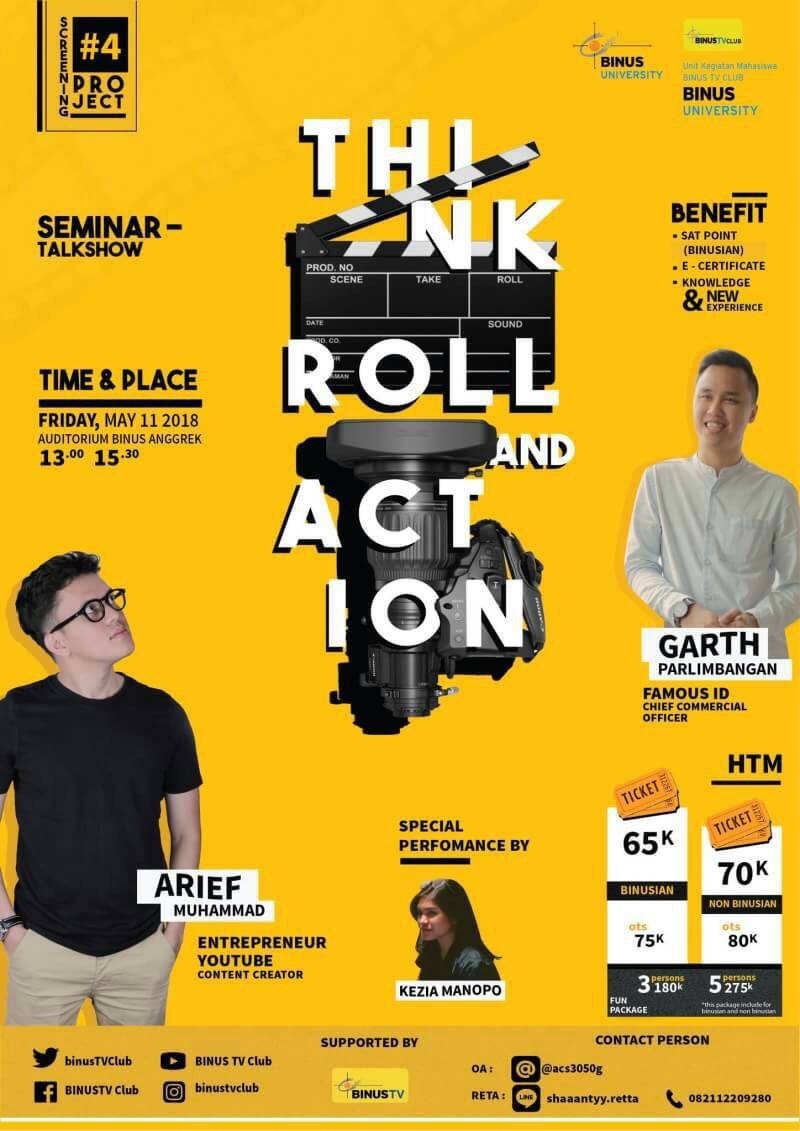 SCREENING
#4
PROJECT
BINUS
UNIVERSITY
BINUSTVCLUB
Unit Kegiatan Mahasiswa
BINUS TV CLUB
BINUS
UNIVERSITY
THI
NK
ROLL
AND
ACT
ION
PROD. NO
SCENE TAKE ROLL
DATE SOUND
PROD. CO.
SEMINAR –
TALKSHOW
BENEFIT
SAT POINT
(BINUSIAN)
E - CERTIFICATE
KNOWLEDGE
& NEW
EXPERIENCE
TIME & PLACE
FRIDAY, MAY 11 2018
AUDITORIUM BINUS ANGGREK
13.00 15.30
GARTH
PARLIMBANGAN
FAMOUS ID
CHIEF COMMERCIAL
OFFICER
ARIEF
MUHAMMAD
ENTREPRENEUR
YOUTUBE
CONTENT CREATOR
SPECIAL
PERFOMANCE BY
KEZIA MANOPO
HTM
TICKET
65K
BINUSIAN
ots
75K
TICKET
70K
NON BINUSIAN
ots
80K
FUN
PACKAGE
3 persons
180k
5 persons
275k
*this package include for
binusian and non binusian
binusTVClub
BINUSTV Club
BINUS TV Club
binustvclub
SUPPORTED BY
BINUSTV
CONTACT PERSON
OA : @acs3050g
RETA : LINE shaaantyy.retta 082112209280